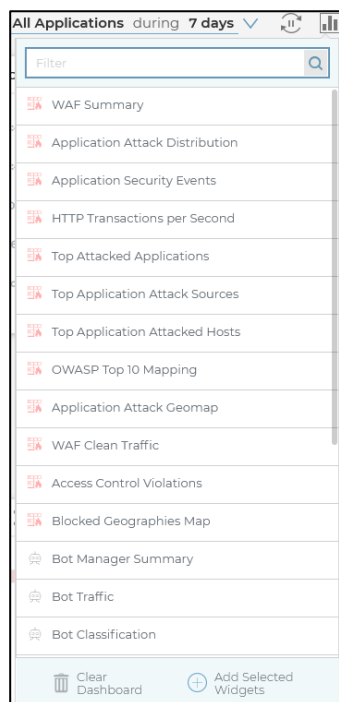 All Applications during 7 days
Filter
WAF Summary
Application Attack Distribution
Application Security Events
HTTP Transactions per Second
Top Attacked Applications
Top Application Attack Sources
Top Application Attacked Hosts
OWASP Top 10 Mapping
Application Attack Geomap
WAF Clean Traffic
Access Control Violations
Blocked Geographies Map
Bot Manager Summary
Bot Traffic
Bot Classification
Clear
Dashboard
Add Selected
Widgets